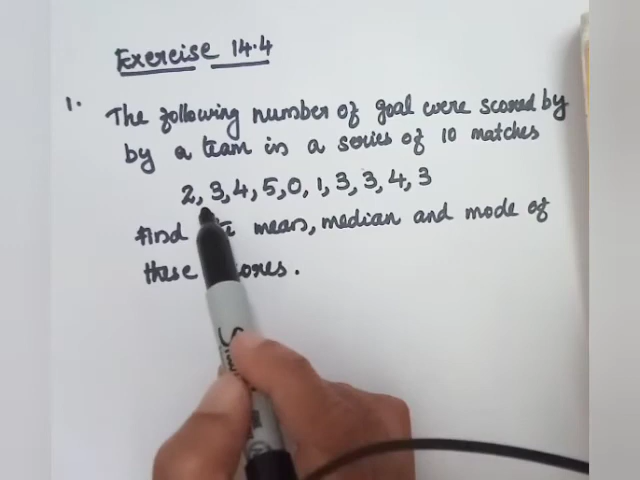 Exercise 14.4
1. The following number of goal were scored by
by a team in a series of 10 matches
2, 3, 4, 5, 0, 1, 3, 3, 4, 3
Find mean, median and mode of
these